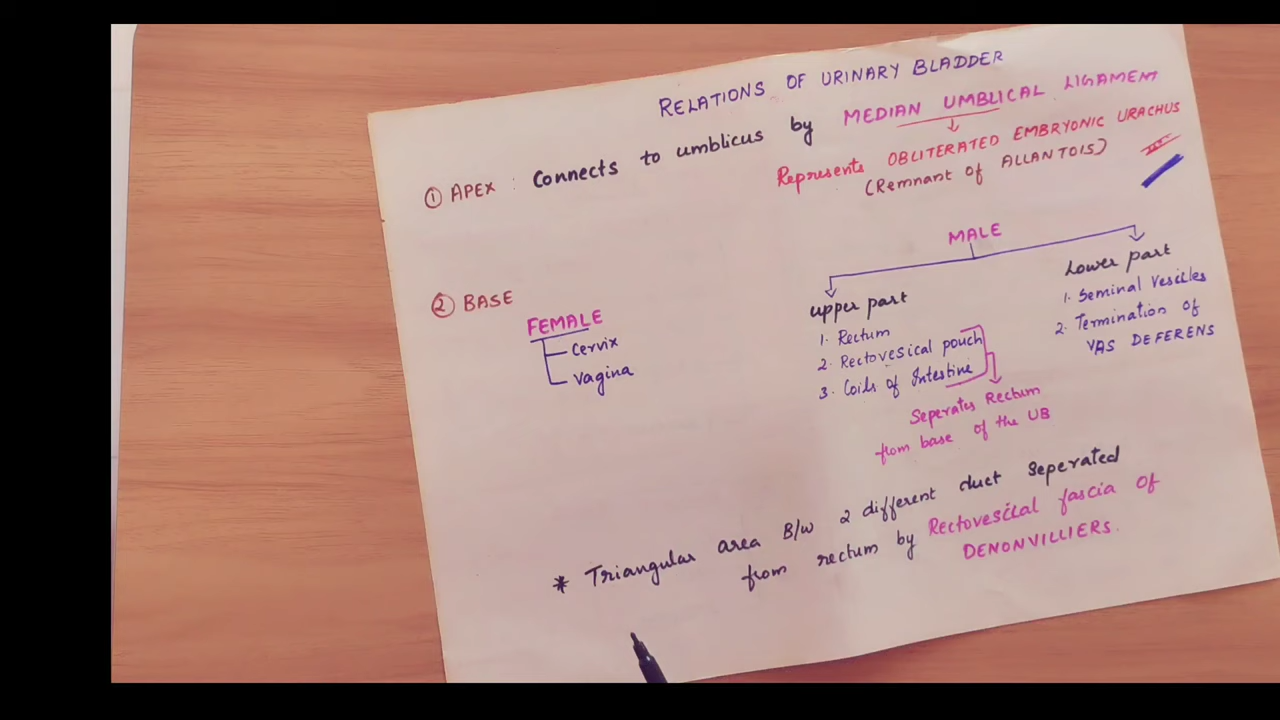 RELATIONS OF URINARY BLADDER
① APEX : Connects to umblicus by MEDIAN UMBLICAL LIGAMENT
Represents OBLITERATED EMBRYONIC URACHUS
(Remnant of ALLANTOIS)
② BASE
FEMALE
Cervix
Vagina
MALE
upper part
1. Rectum
2. Rectovesical pouch
3. Coils of Intestine
Seperates Rectum
from base of the UB
Lower part
1. Seminal Vesicles
2. Termination of
VAS DEFERENS
* Triangular area B/w 2 different duct Seperated
from rectum by Rectovesical fascia of
DENONVILLIERS.